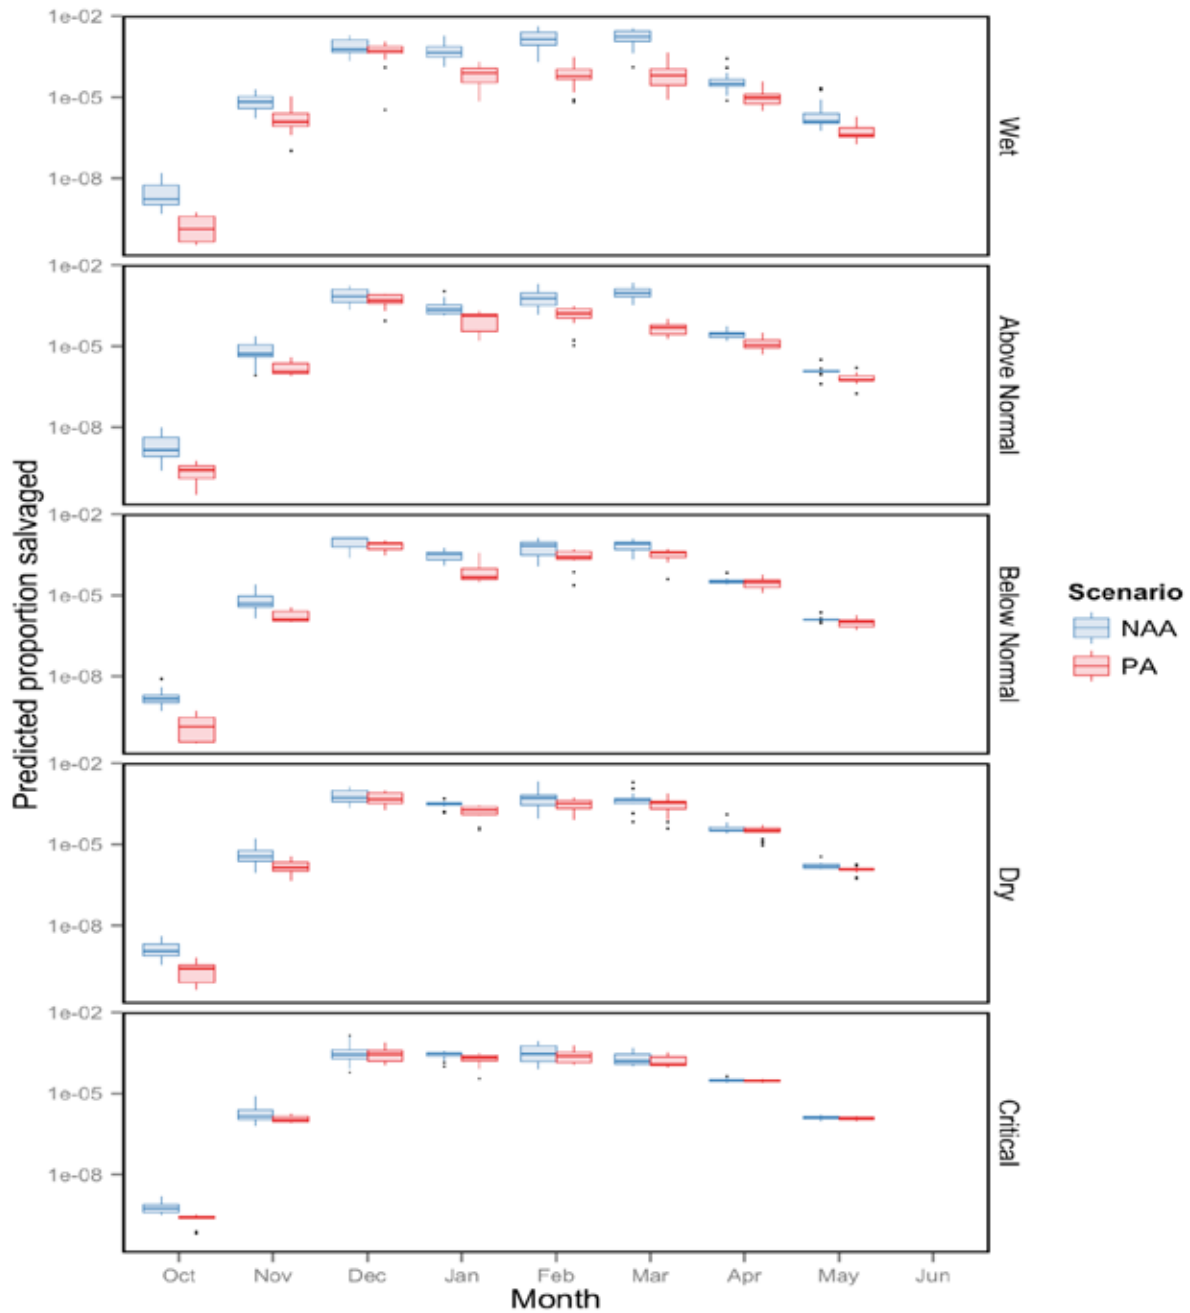 1e-02
1e-05
1e-08
Wet
1e-02
1e-05
1e-08
Above Normal
1e-02
1e-05
1e-08
Below Normal
1e-02
1e-05
1e-08
Dry
1e-02
1e-05
1e-08
Critical
Predicted proportion salvaged
Scenario
NAA
PA
Oct Nov Dec Jan Feb Mar Apr May Jun
Month